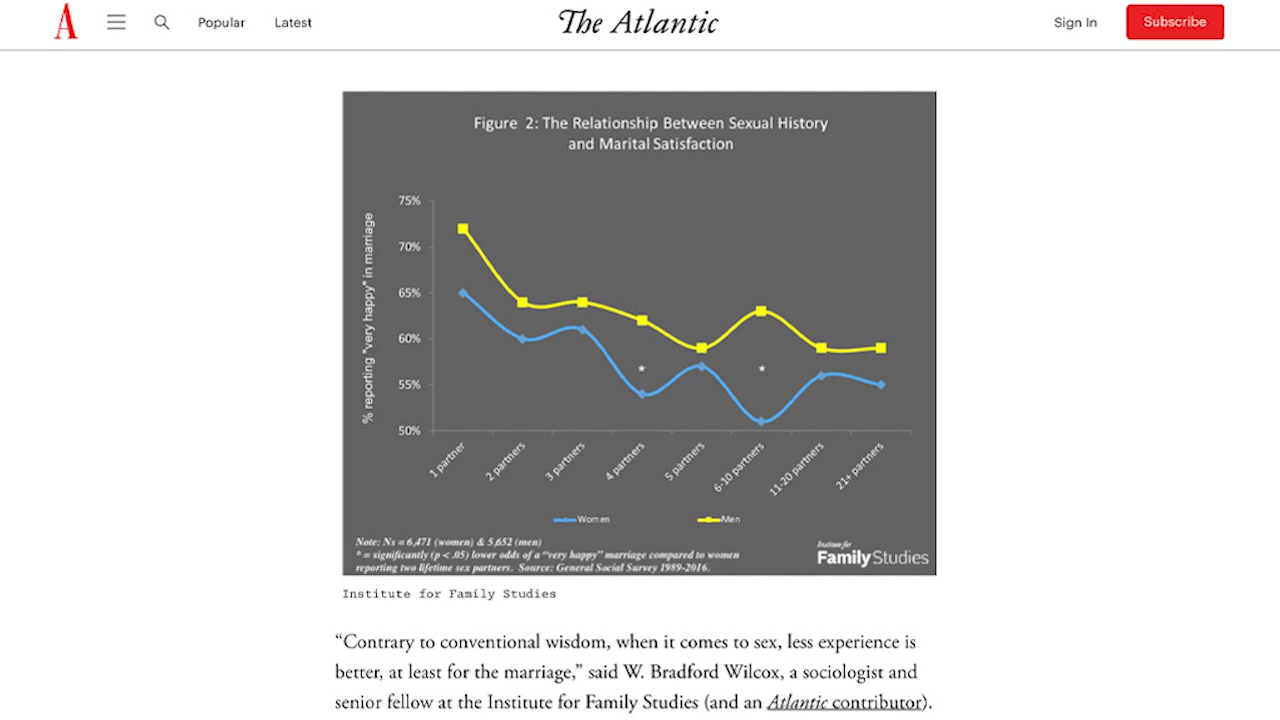 A
Popular
Latest
The Atlantic
Sign In
Subscribe
Figure 2: The Relationship Between Sexual History
and Marital Satisfaction
% reporting "very happy" in marriage
75%
70%
65%
60%
55%
50%
*
*
1 partner
2 partners
3 partners
4 partners
5 partners
6-10 partners
11-20 partners
21+ partners
Women
Men
Note: Ns = 6,471 (women) & 5,652 (men)
* = significantly (p < .05) lower odds of a “very happy” marriage compared to women
reporting two lifetime sex partners. Source: General Social Survey 1989-2016.
Institute for
Family Studies
Institute for Family Studies
“Contrary to conventional wisdom, when it comes to sex, less experience is
better, at least for the marriage,” said W. Bradford Wilcox, a sociologist and
senior fellow at the Institute for Family Studies (and an Atlantic contributor).